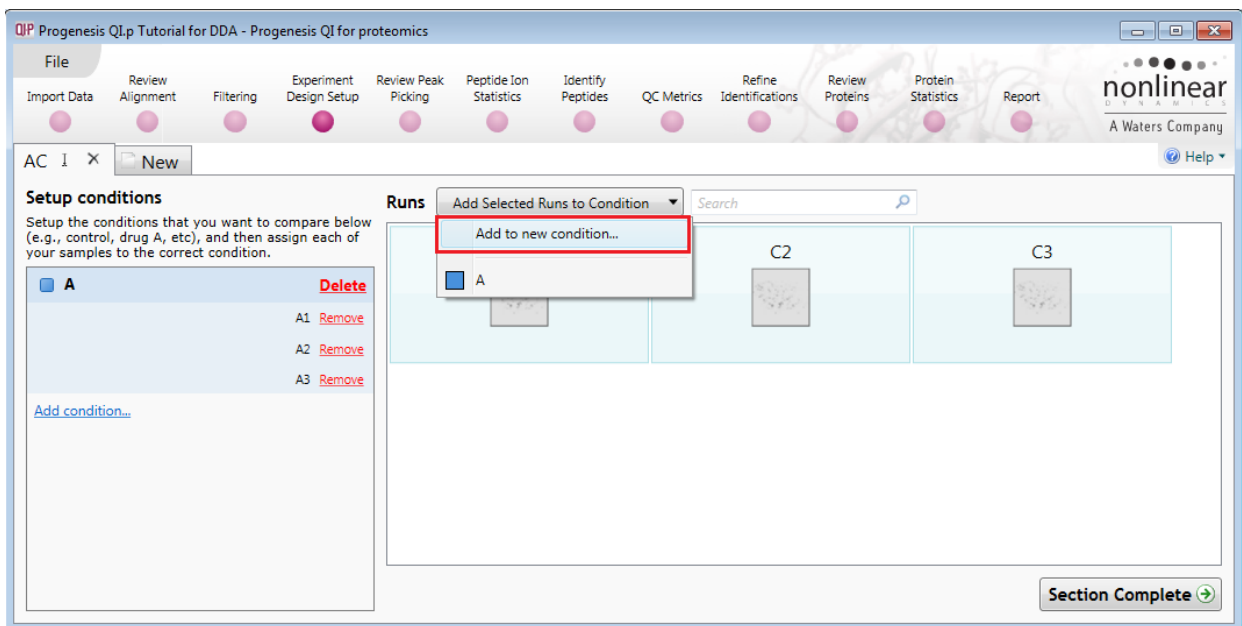 QIP Progenesis QI.p Tutorial for DDA - Progenesis QI for proteomics
File
Import Data
Review
Alignment
Filtering
Experiment
Design Setup
Review Peak
Picking
Peptide Ion
Statistics
Identify
Peptides
QC Metrics
Refine
Identifications
Review
Proteins
Protein
Statistics
Report
nonlinear
DYNAMICS
A Waters Company
AC
New
Help
Setup conditions
Setup the conditions that you want to compare below
(e.g., control, drug A, etc), and then assign each of
your samples to the correct condition.
A Delete
A1 Remove
A2 Remove
A3 Remove
Add condition...
Runs Add Selected Runs to Condition Search
Add to new condition...
A
C2 C3
Section Complete